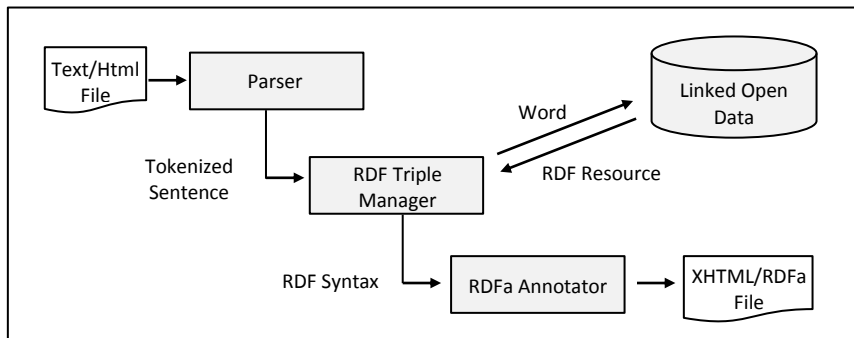 Text/Html
File
Parser
Linked Open
Data
Word
Tokenized
Sentence
RDF Triple
Manager
RDF Resource
RDF Syntax
RDFa Annotator
XHTML/RDFa
File